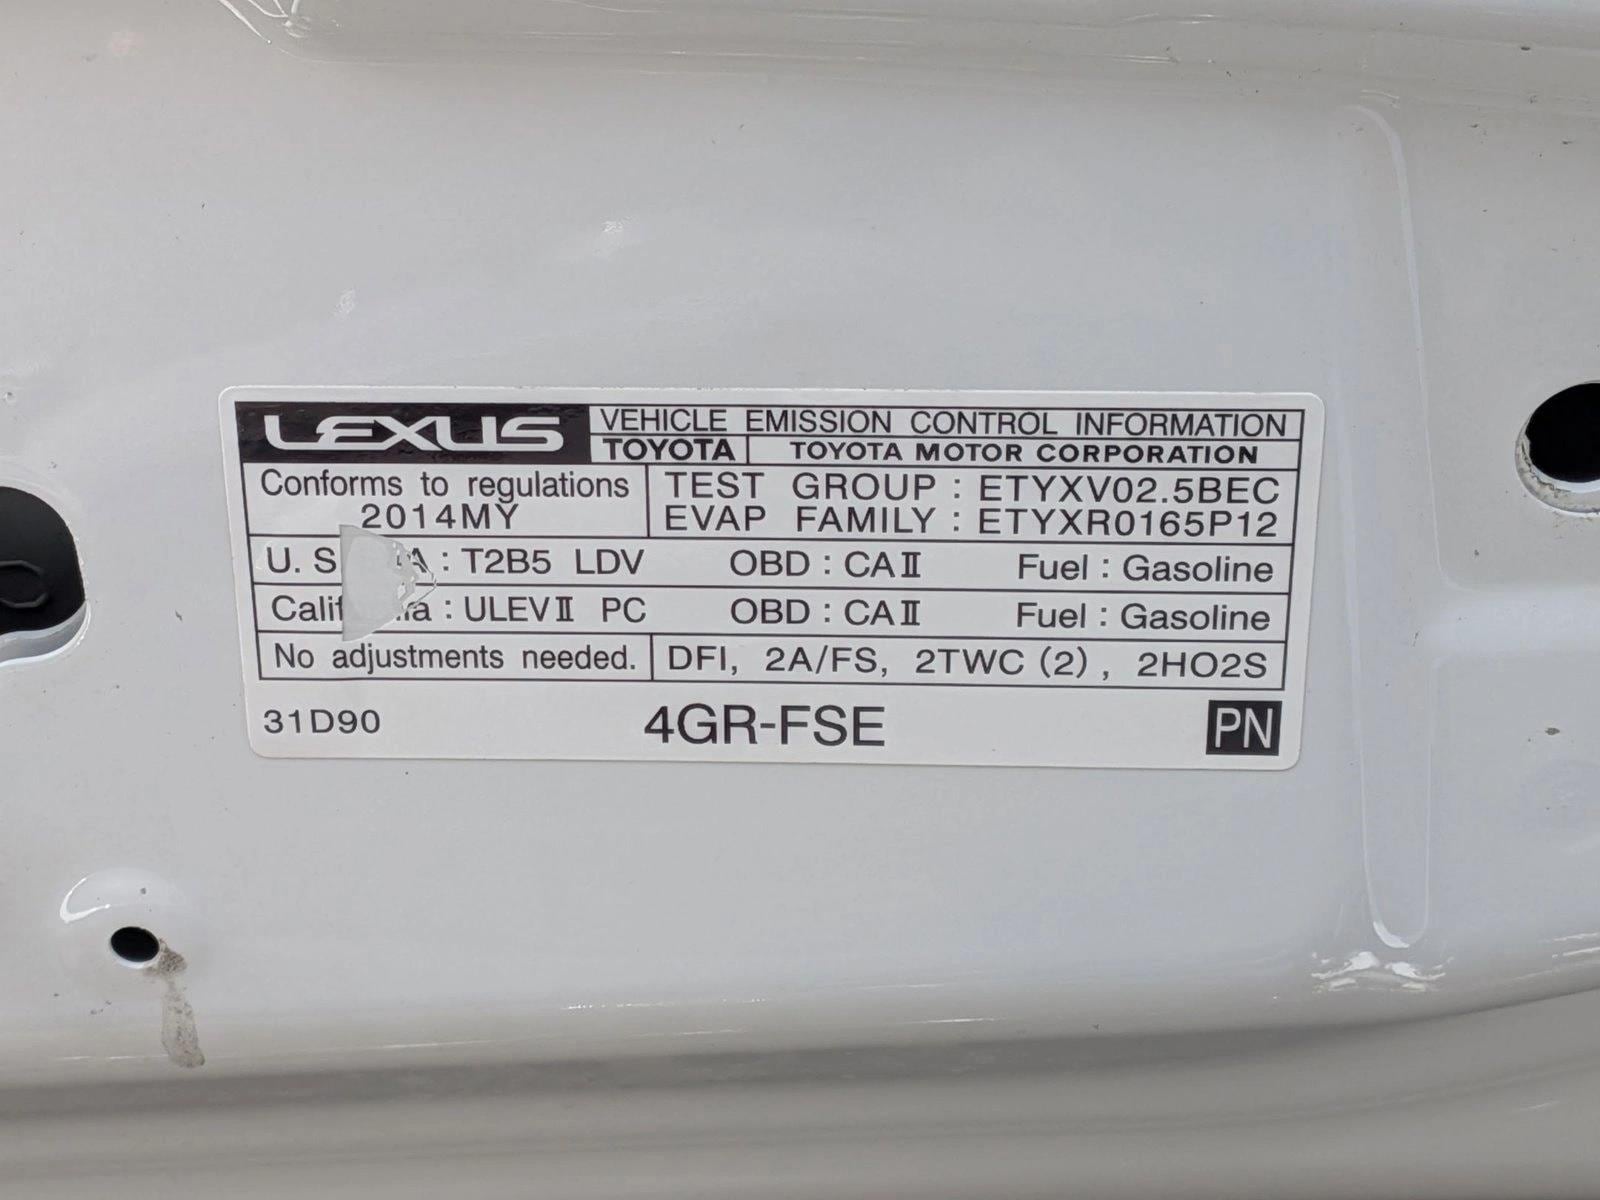 LEXUS VEHICLE EMISSION CONTROL INFORMATION
TOYOTA TOYOTA MOTOR CORPORATION
Conforms to regulations
2014MY
TEST GROUP : ETYXV02.5BEC
EVAP FAMILY : ETYXR0165P12
U. S : T2B5 LDV OBD : CAⅡ Fuel : Gasoline
: ULEVⅡ PC OBD : CAⅡ Fuel : Gasoline
No adjustments needed. DFI, 2A/FS, 2TWC (2) , 2HO2S
31D90 4GR-FSE PN